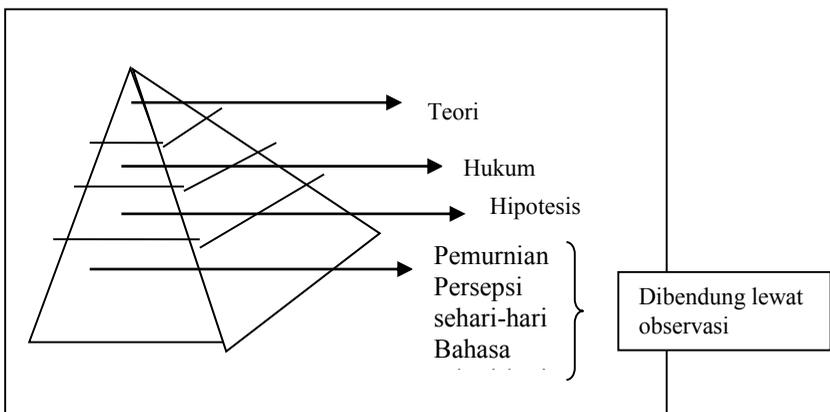 Teori
Hukum
Hipotesis
Pemurnian
Persepsi
sehari-hari
Bahasa
Dibendung lewat
observasi